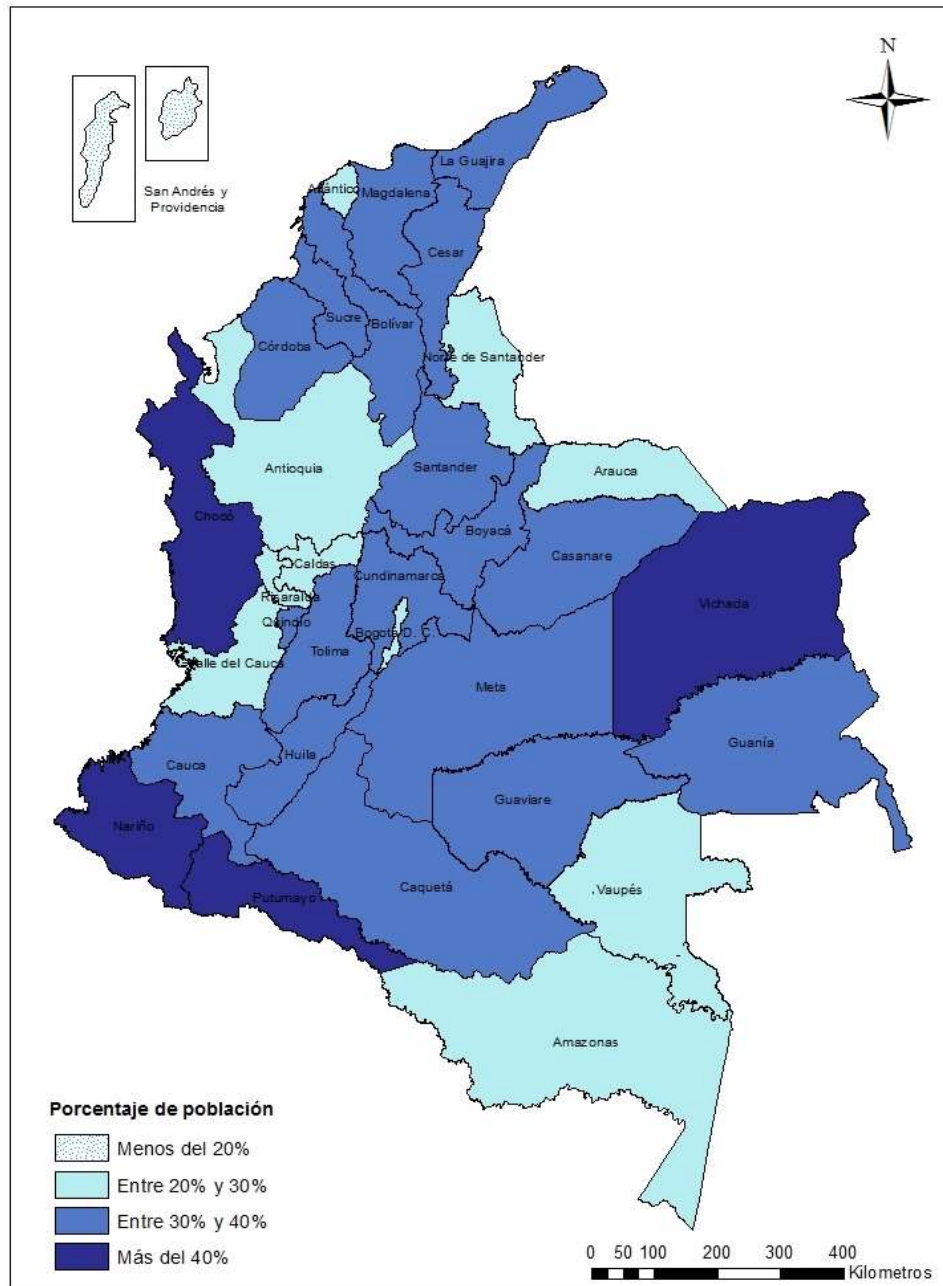 N
San Andrés y
Providencia
La Guajira
Atlántico
Magdalena
Cesar
Sucre
Bolívar
Córdoba
Norte de Santander
Antioquia
Santander
Arauca
Chocó
Boyacá
Casanare
Caldas
Cundinamarca
Risaralda
Vichada
Quindío
Bogotá D. C.
Tolima
Valle del Cauca
Meta
Guanía
Huila
Cauca
Guaviare
Nariño
Caquetá
Vaupés
Putumayo
Amazonas
Porcentaje de población
Menos del 20%
Entre 20% y 30%
Entre 30% y 40%
Más del 40%
0 50 100 200 300 400
Kilometros